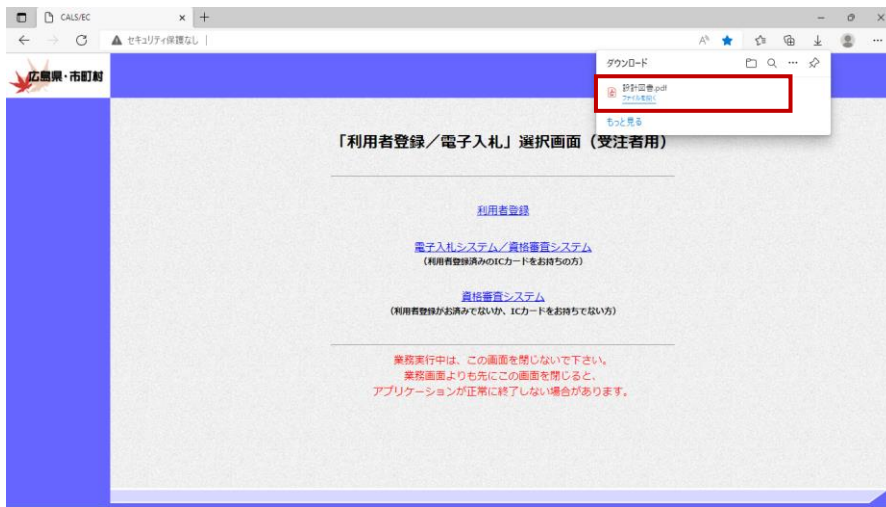 CALS/EC
セキュリティ保護なし
ダウンロード
設計図書.pdf
ファイルを開く
もっと見る
広島県・市町村
「利用者登録／電子入札」選択画面（受注者用）
利用者登録
電子入札システム／資格審査システム
（利用者登録済みのICカードをお持ちの方）
資格審査システム
（利用者登録がお済みでないか、ICカードをお持ちでない方）
業務実行中は、この画面を閉じないで下さい。
業務画面よりも先にこの画面を閉じると、
アプリケーションが正常に終了しない場合があります。